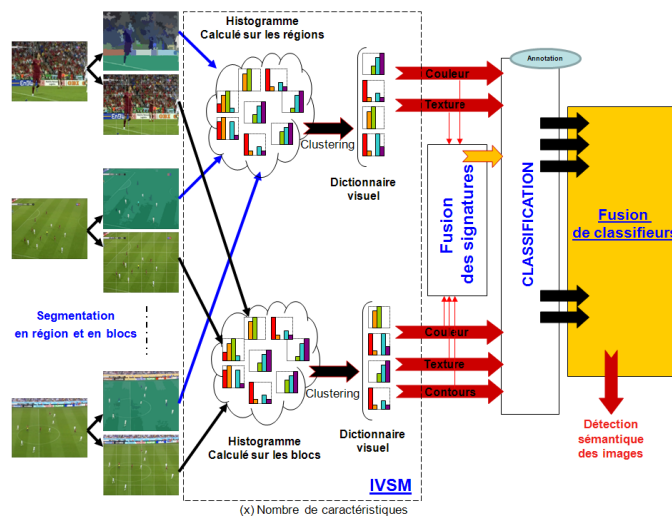 Histogramme
Calculé sur les régions
Annotation
Couleur
Texture
Clustering
Dictionnaire
visuel
Fusion
des signatures
CLASSIFICATION
Fusion
de classifieurs
Segmentation
en région et en blocs
Couleur
Texture
Contours
Clustering
Dictionnaire
visuel
Histogramme
Calculé sur les blocs
Détection
sémantique
des images
IVSM
(x) Nombre de caractéristiques